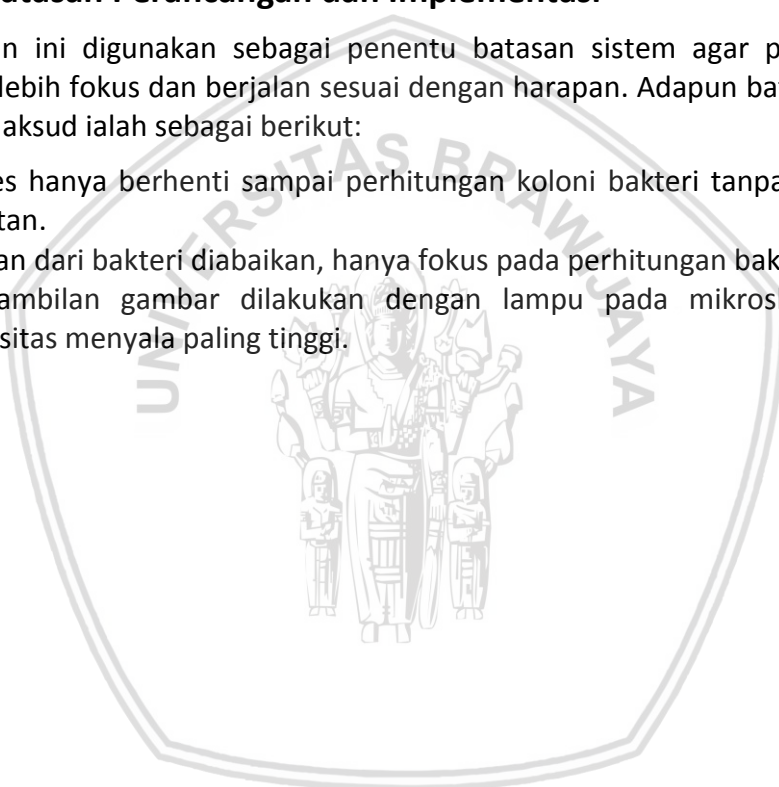 atasan Perancangan dan Implementasi
n ini digunakan sebagai penentu batasan sistem agar p
lebih fokus dan berjalan sesuai dengan harapan. Adapun ba
aksud ialah sebagai berikut:
es hanya berhenti sampai perhitungan koloni bakteri tanpa
tan.
an dari bakteri diabaikan, hanya fokus pada perhitungan bak
ambilan gambar dilakukan dengan lampu pada mikros
sitas menyala paling tinggi.
UNIVERSITAS BRAWIJAYA